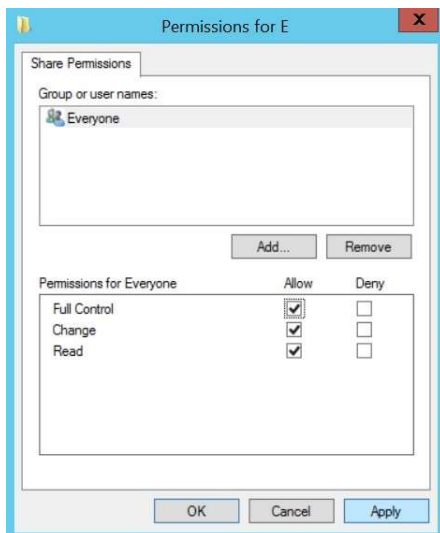 Permissions for E
X
Share Permissions
Group or user names:
Everyone
Add... Remove
Permissions for Everyone Allow Deny
Full Control
Change
Read
OK Cancel Apply